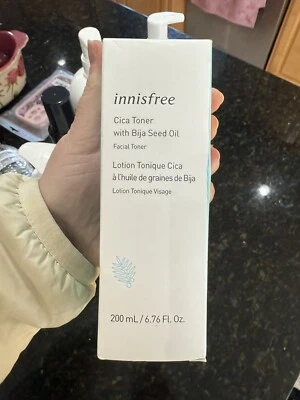 innisfree
Cica Toner
with Bija Seed Oil
Facial Toner
Lotion Tonique Cica
à l'huile de graines de Bija
Lotion Tonique Visage
200 mL / 6.76 Fl. Oz.